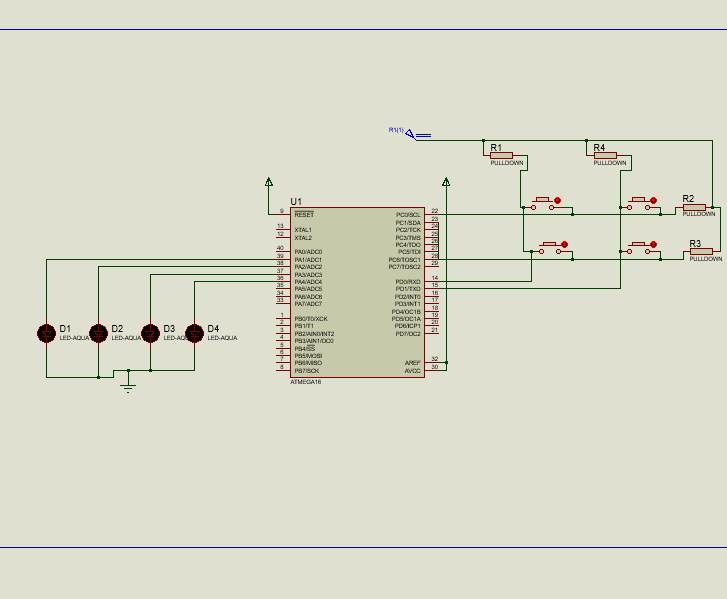 R1(1)
R1
PULLDOWN
R4
PULLDOWN
R2
PULLDOWN
R3
PULLDOWN
U1
9 RESET
13 XTAL1
12 XTAL2
40 PA0/ADC0
39 PA1/ADC1
38 PA2/ADC2
37 PA3/ADC3
36 PA4/ADC4
35 PA5/ADC5
34 PA6/ADC6
33 PA7/ADC7
1 PB0/T0/XCK
2 PB1/T1
3 PB2/AIN0/INT2
4 PB3/AIN1/OC0
5 PB4/SS
6 PB5/MOSI
7 PB6/MISO
8 PB7/SCK
PC0/SCL 22
PC1/SDA 23
PC2/TCK 24
PC3/TMS 25
PC4/TDO 26
PC5/TDI 27
PC6/TOSC1 28
PC7/TOSC2 29
PD0/RXD 14
PD1/TXD 15
PD2/INT0 16
PD3/INT1 17
PD4/OC1B 18
PD5/OC1A 19
PD6/ICP1 20
PD7/OC2 21
AREF 32
AVCC 30
ATMEGA16
D1
LED-AQUA
D2
LED-AQUA
D3
LED-AQUA
D4
LED-AQUA